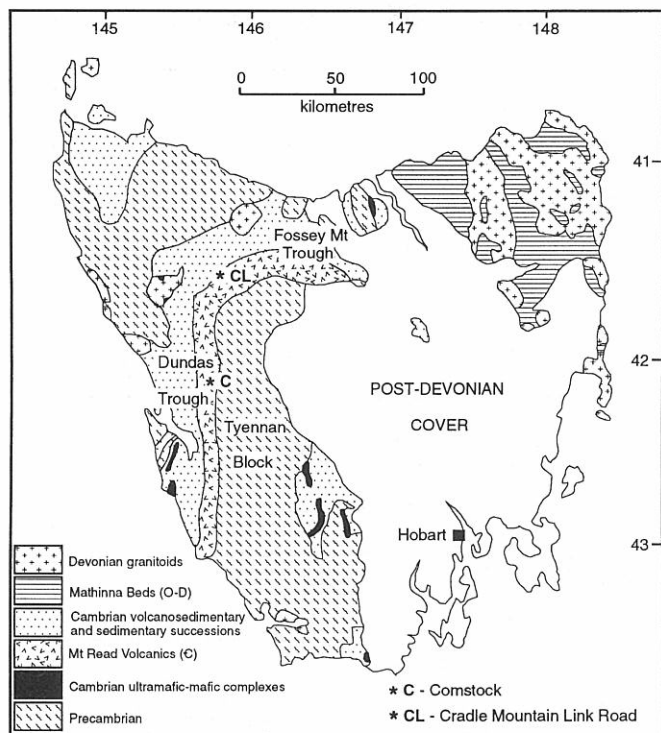 145
146
147
148
0
50
100
kilometres
41
42
43
Fossey Mt
Trough
* CL
Dundas
* C
Trough
Tyennan
Block
POST-DEVONIAN
COVER
Hobart
Devonian granitoids
Mathinna Beds (O-D)
Cambrian volcanosedimentary
and sedimentary successions
Mt Read Volcanics (Ꞓ)
Cambrian ultramafic-mafic complexes
Precambrian
* C - Comstock
* CL - Cradle Mountain Link Road